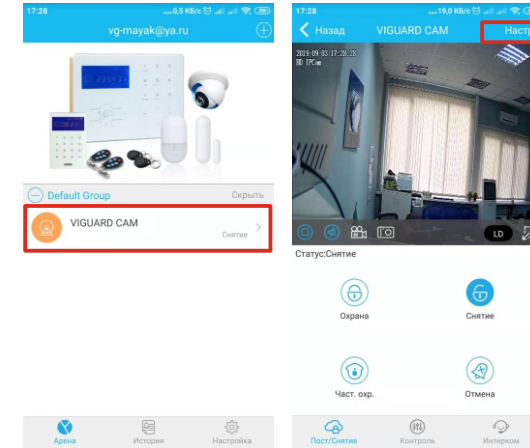 17:28
...0,5 КБ/с
vg-mayak@ya.ru
Default Group
Скрыть
VIGUARD CAM
Снятие
Арена
История
Настройка
17:28
...19,0 КБ/с
Назад
VIGUARD CAM
Настр
2019-09-03 17:28:28
HD IPCam
LD
Статус:Снятие
Охрана
Снятие
Част. охр.
Отмена
Пост/Снятие
Контроль
Интерком